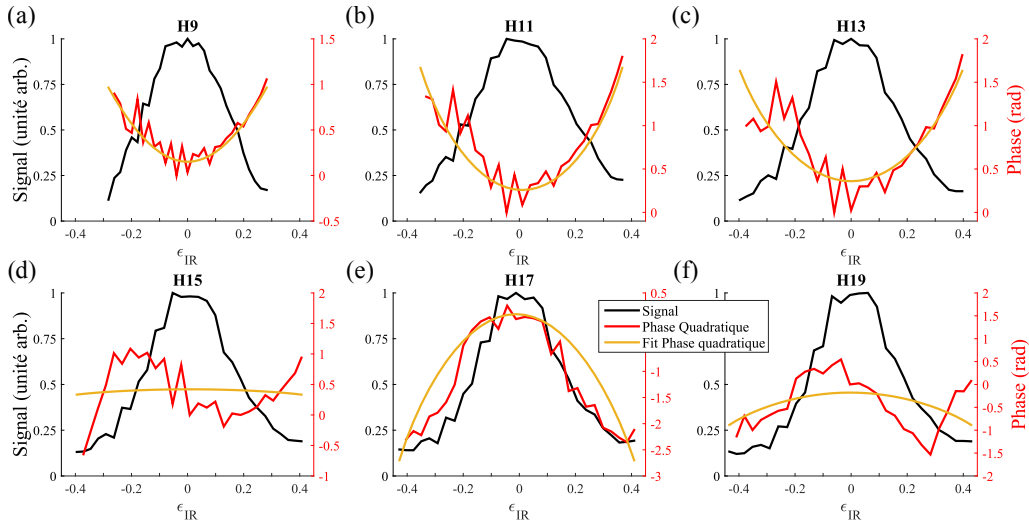 (a)
H9
Signal (unité arb.)
1
0.75
0.5
0.25
0
1.5
1
0.5
0
-0.5
-0.4 -0.2 0 0.2 0.4
ϵIR
(b)
H11
1
0.75
0.5
0.25
0
2
1.5
1
0.5
0
-0.4 -0.2 0 0.2 0.4
ϵIR
(c)
H13
1
0.75
0.5
0.25
0
2
1.5
1
0.5
0
Phase (rad)
-0.4 -0.2 0 0.2 0.4
ϵIR
(d)
H15
Signal (unité arb.)
1
0.75
0.5
0.25
0
2
1.5
1
0.5
0
-0.5
-1
-0.4 -0.2 0 0.2 0.4
ϵIR
(e)
H17
1
0.75
0.5
0.25
0
0.5
-1
-1.5
-2
-2.5
-3
-0.4 -0.2 0 0.2 0.4
ϵIR
Signal
Phase Quadratique
Fit Phase quadratique
(f)
H19
1
0.25
0
2
1.5
1
0.5
0
-0.5
-1
-1.5
-2
Phase (rad)
-0.4 -0.2 0 0.2 0.4
ϵIR